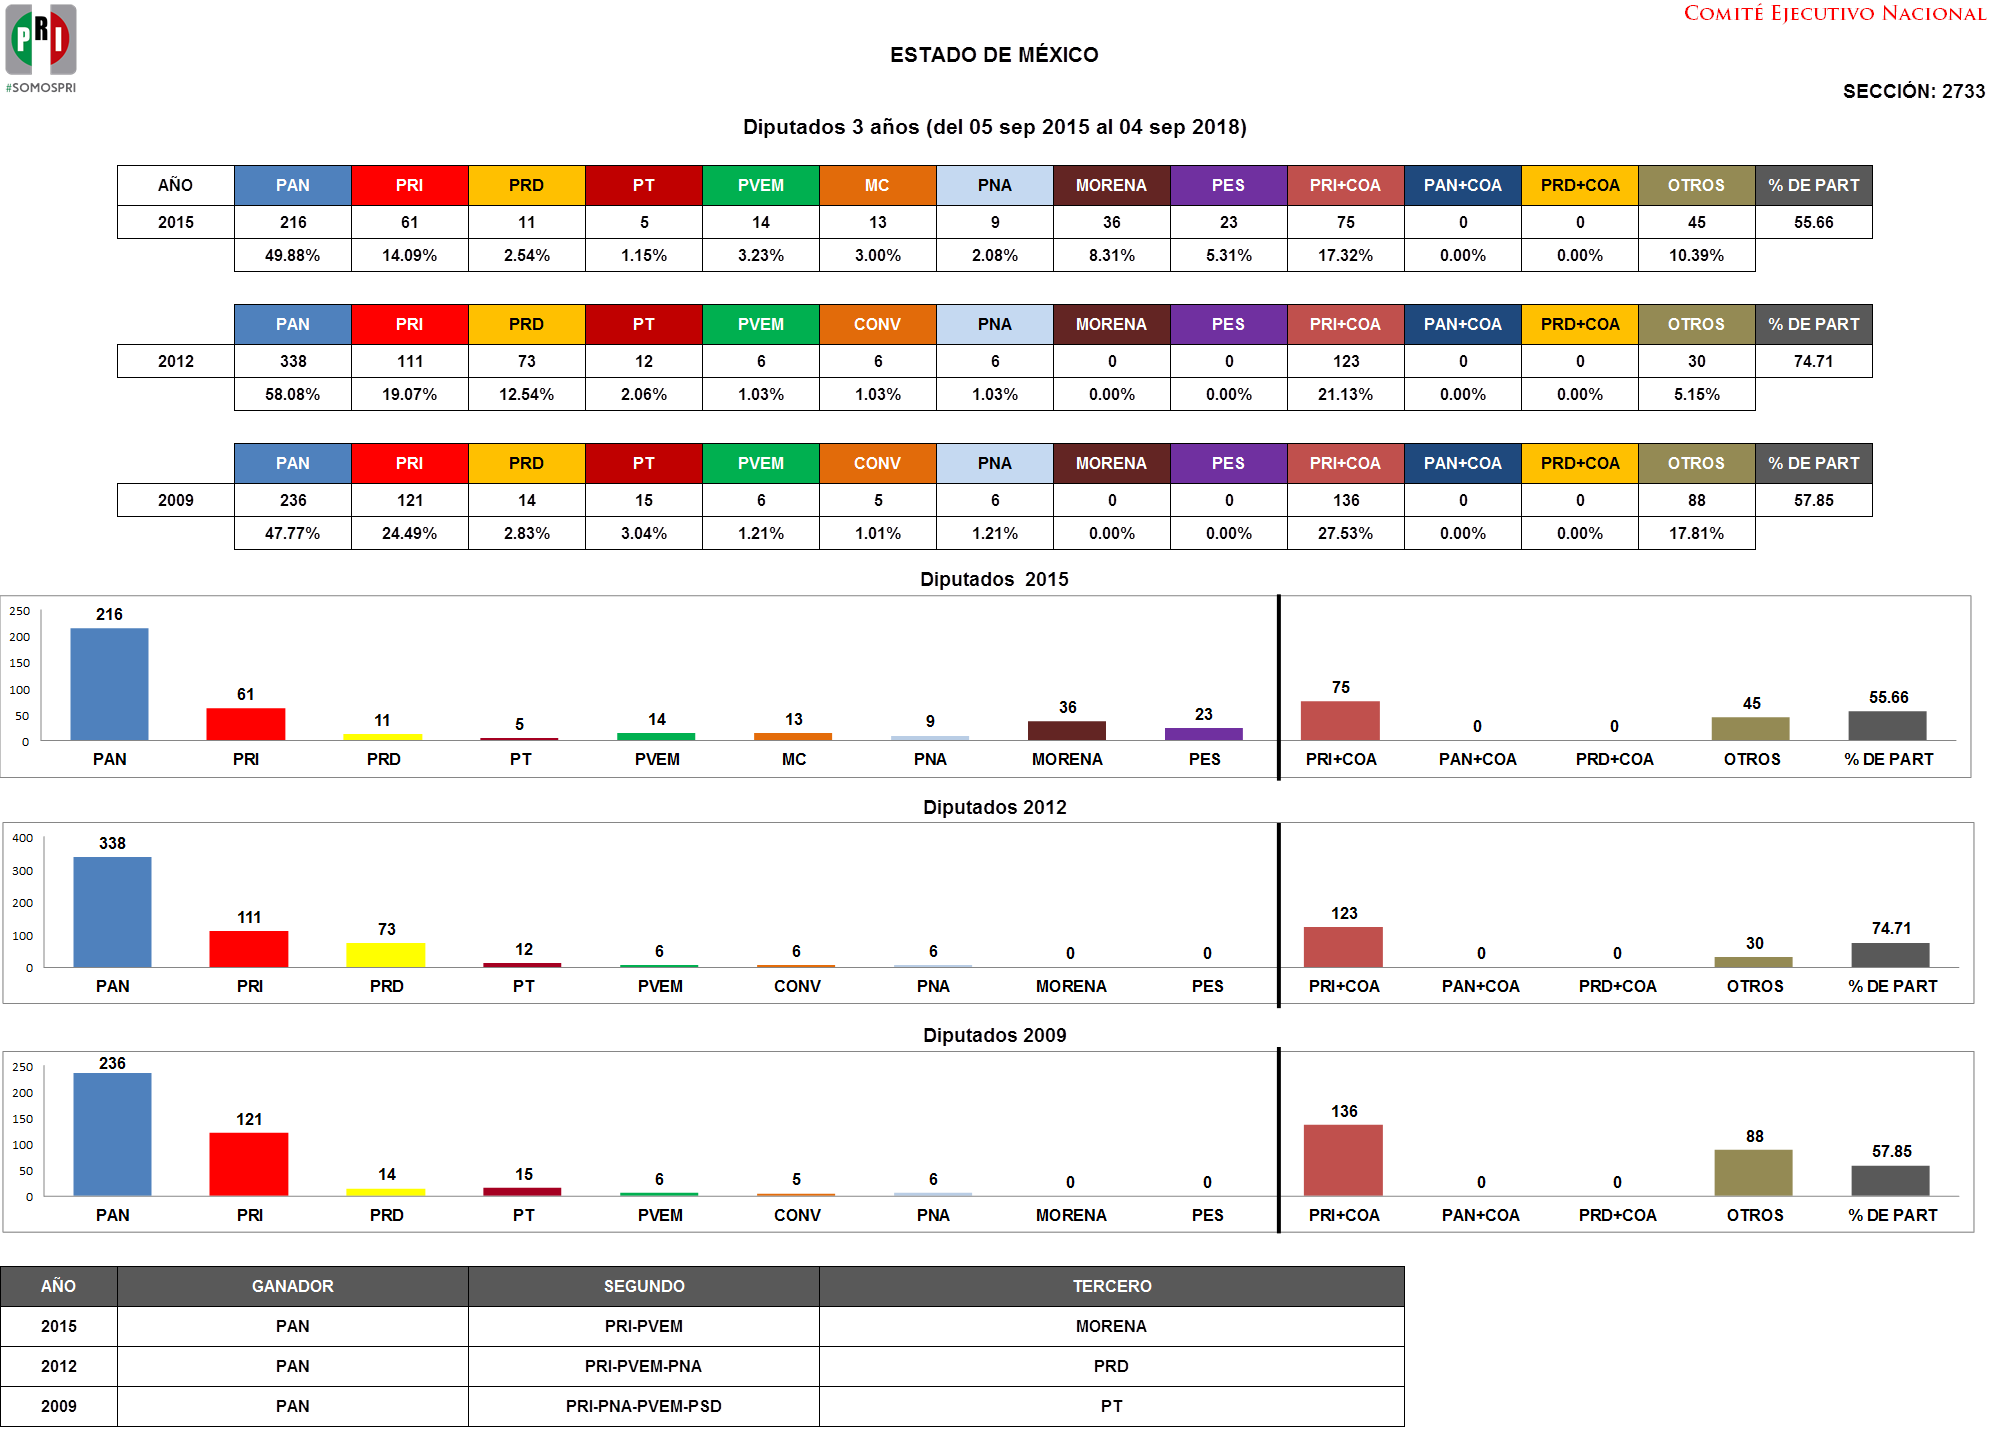 PRI
#SOMOSPRI
COMITÉ EJECUTIVO NACIONAL
ESTADO DE MÉXICO
SECCIÓN: 2733
Diputados 3 años (del 05 sep 2015 al 04 sep 2018)
AÑO PAN PRI PRD PT PVEM MC PNA MORENA PES PRI+COA PAN+COA PRD+COA OTROS % DE PART
2015 216 61 11 5 14 13 9 36 23 75 0 0 45 55.66
49.88% 14.09% 2.54% 1.15% 3.23% 3.00% 2.08% 8.31% 5.31% 17.32% 0.00% 0.00% 10.39%
PAN PRI PRD PT PVEM CONV PNA MORENA PES PRI+COA PAN+COA PRD+COA OTROS % DE PART
2012 338 111 73 12 6 6 6 0 0 123 0 0 30 74.71
58.08% 19.07% 12.54% 2.06% 1.03% 1.03% 1.03% 0.00% 0.00% 21.13% 0.00% 0.00% 5.15%
PAN PRI PRD PT PVEM CONV PNA MORENA PES PRI+COA PAN+COA PRD+COA OTROS % DE PART
2009 236 121 14 15 6 5 6 0 0 136 0 0 88 57.85
47.77% 24.49% 2.83% 3.04% 1.21% 1.01% 1.21% 0.00% 0.00% 27.53% 0.00% 0.00% 17.81%
Diputados 2015
250
200
150
100
50
0
216 61 11 5 14 13 9 36 23 75 0 0 45 55.66
PAN PRI PRD PT PVEM MC PNA MORENA PES PRI+COA PAN+COA PRD+COA OTROS % DE PART
Diputados 2012
400
300
200
100
0
338 111 73 12 6 6 6 0 0 123 0 0 30 74.71
PAN PRI PRD PT PVEM CONV PNA MORENA PES PRI+COA PAN+COA PRD+COA OTROS % DE PART
Diputados 2009
250
200
150
100
50
0
236 121 14 15 6 5 6 0 0 136 0 0 88 57.85
PAN PRI PRD PT PVEM CONV PNA MORENA PES PRI+COA PAN+COA PRD+COA OTROS % DE PART
AÑO GANADOR SEGUNDO TERCERO
2015 PAN PRI-PVEM MORENA
2012 PAN PRI-PVEM-PNA PRD
2009 PAN PRI-PNA-PVEM-PSD PT